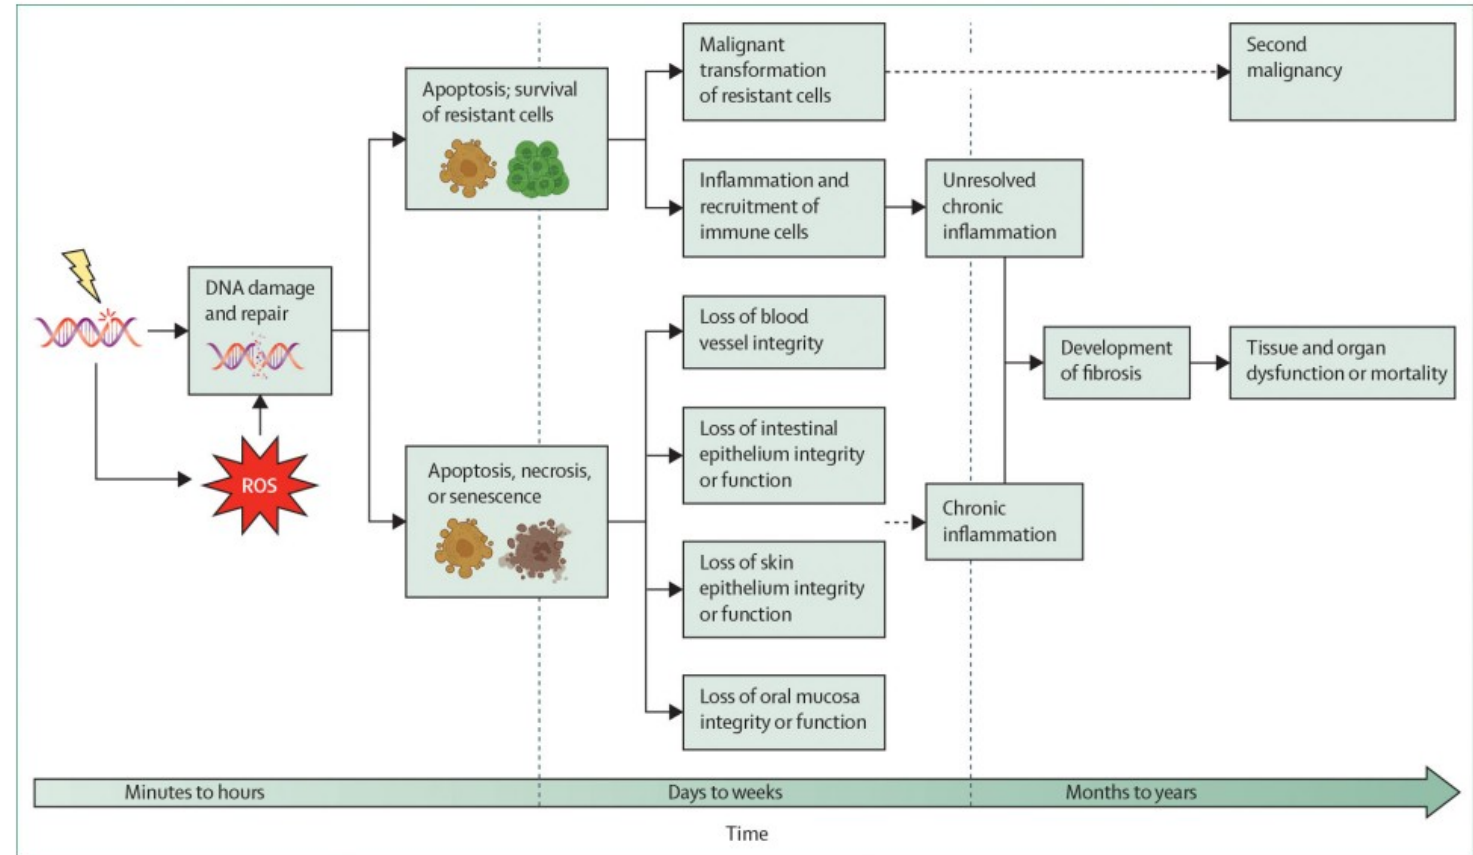 Malignant
transformation
of resistant cells
Second
malignancy
Apoptosis; survival
of resistant cells
Inflammation and
recruitment of
immune cells
Unresolved
chronic
inflammation
DNA damage
and repair
Loss of blood
vessel integrity
Development
of fibrosis
Tissue and organ
dysfunction or mortality
Loss of intestinal
epithelium integrity
or function
ROS
Apoptosis, necrosis,
or senescence
Chronic
inflammation
Loss of skin
epithelium integrity
or function
Loss of oral mucosa
integrity or function
Minutes to hours
Days to weeks
Months to years
Time